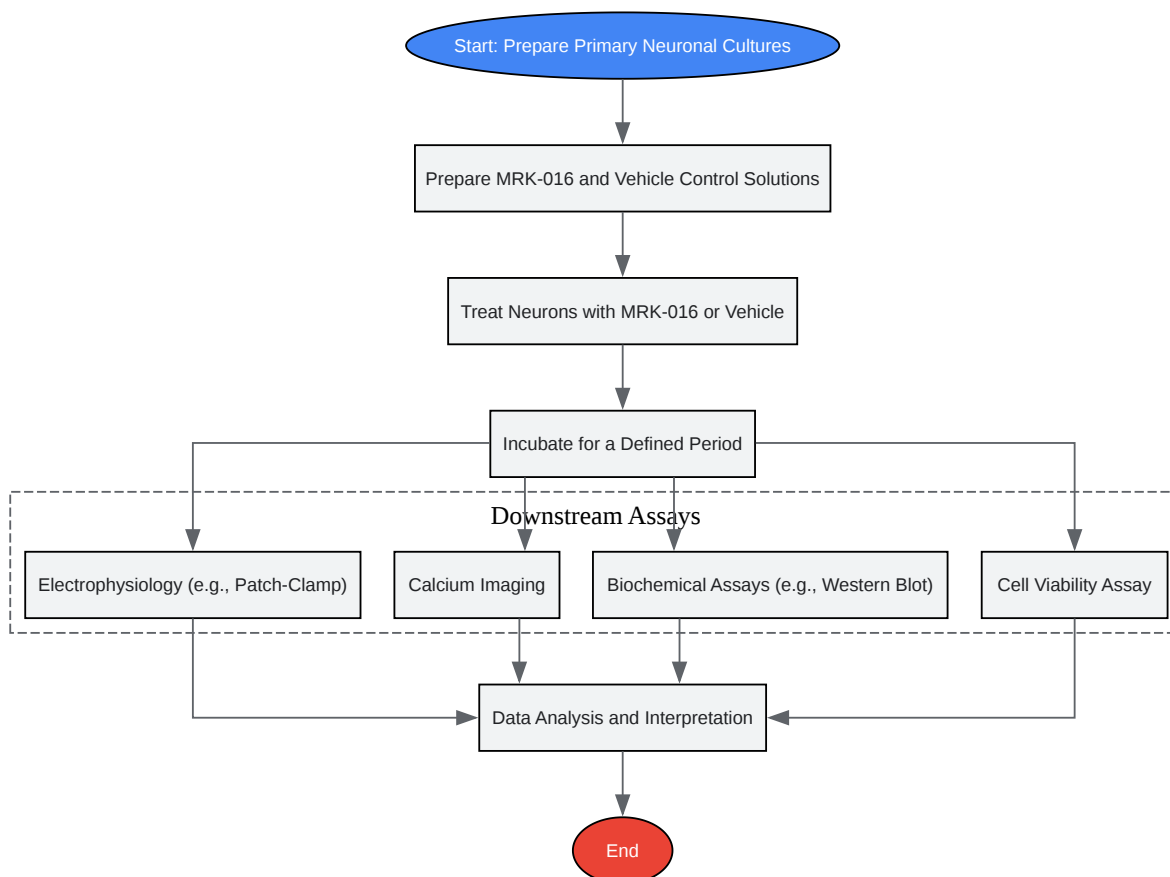 Start: Prepare Primary Neuronal Cultures
Prepare MRK-016 and Vehicle Control Solutions
Treat Neurons with MRK-016 or Vehicle
Incubate for a Defined Period
Downstream Assays
Electrophysiology (e.g., Patch-Clamp)
Calcium Imaging
Biochemical Assays (e.g., Western Blot)
Cell Viability Assay
Data Analysis and Interpretation
End